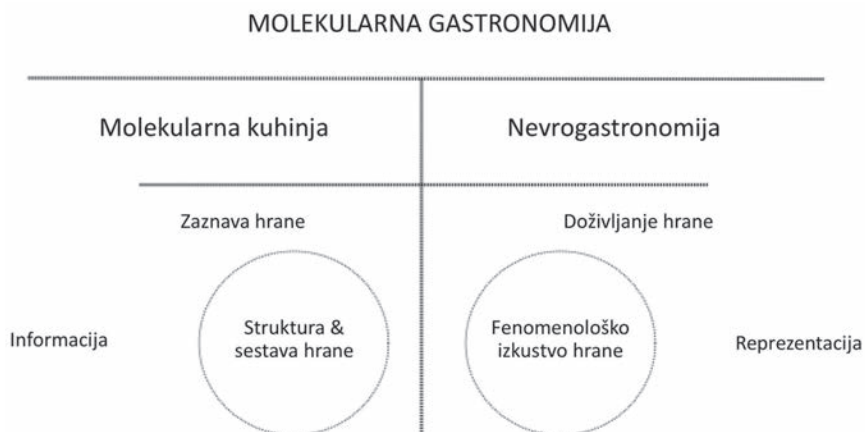 MOLEKULARNA GASTRONOMIJA
Molekularna kuhinja
Nevrogastronomija
Zaznava hrane
Doživljanje hrane
Informacija
Struktura &
sestava hrane
Fenomenološko
izkustvo hrane
Reprezentacija